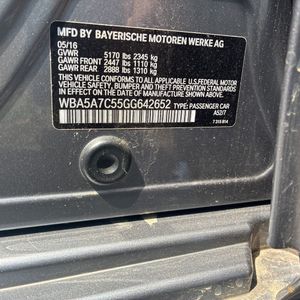 MFD BY BAYERISCHE MOTOREN WERKE AG
05/16
GVWR 5170 lbs 2345 kg
GAWR FRONT 2447 lbs 1110 kg
GAWR REAR 2888 lbs 1310 kg
THIS VEHICLE CONFORMS TO ALL APPLICABLE U.S. FEDERAL MOTOR
VEHICLE SAFETY, BUMPER, AND THEFT PREVENTION STANDARDS
IN EFFECT ON THE DATE OF MANUFACTURE SHOWN ABOVE.
WBA5A7C55GG642652 TYPE: PASSENGER CAR
A52/7